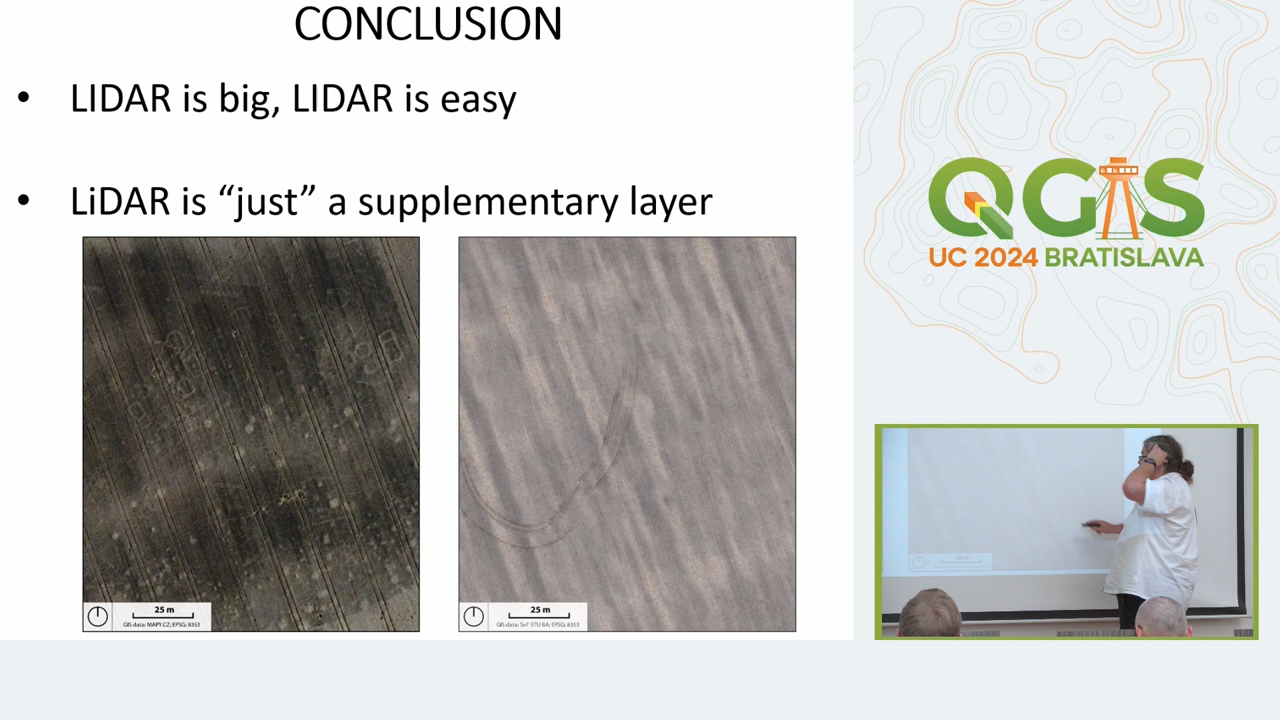 CONCLUSION
• LIDAR is big, LIDAR is easy
• LiDAR is “just” a supplementary layer
25 m
GIS data: MAPY.CZ; EPSG: 8353
25 m
GIS data: SvF STU BA; EPSG: 8353
QGIS
UC 2024 BRATISLAVA